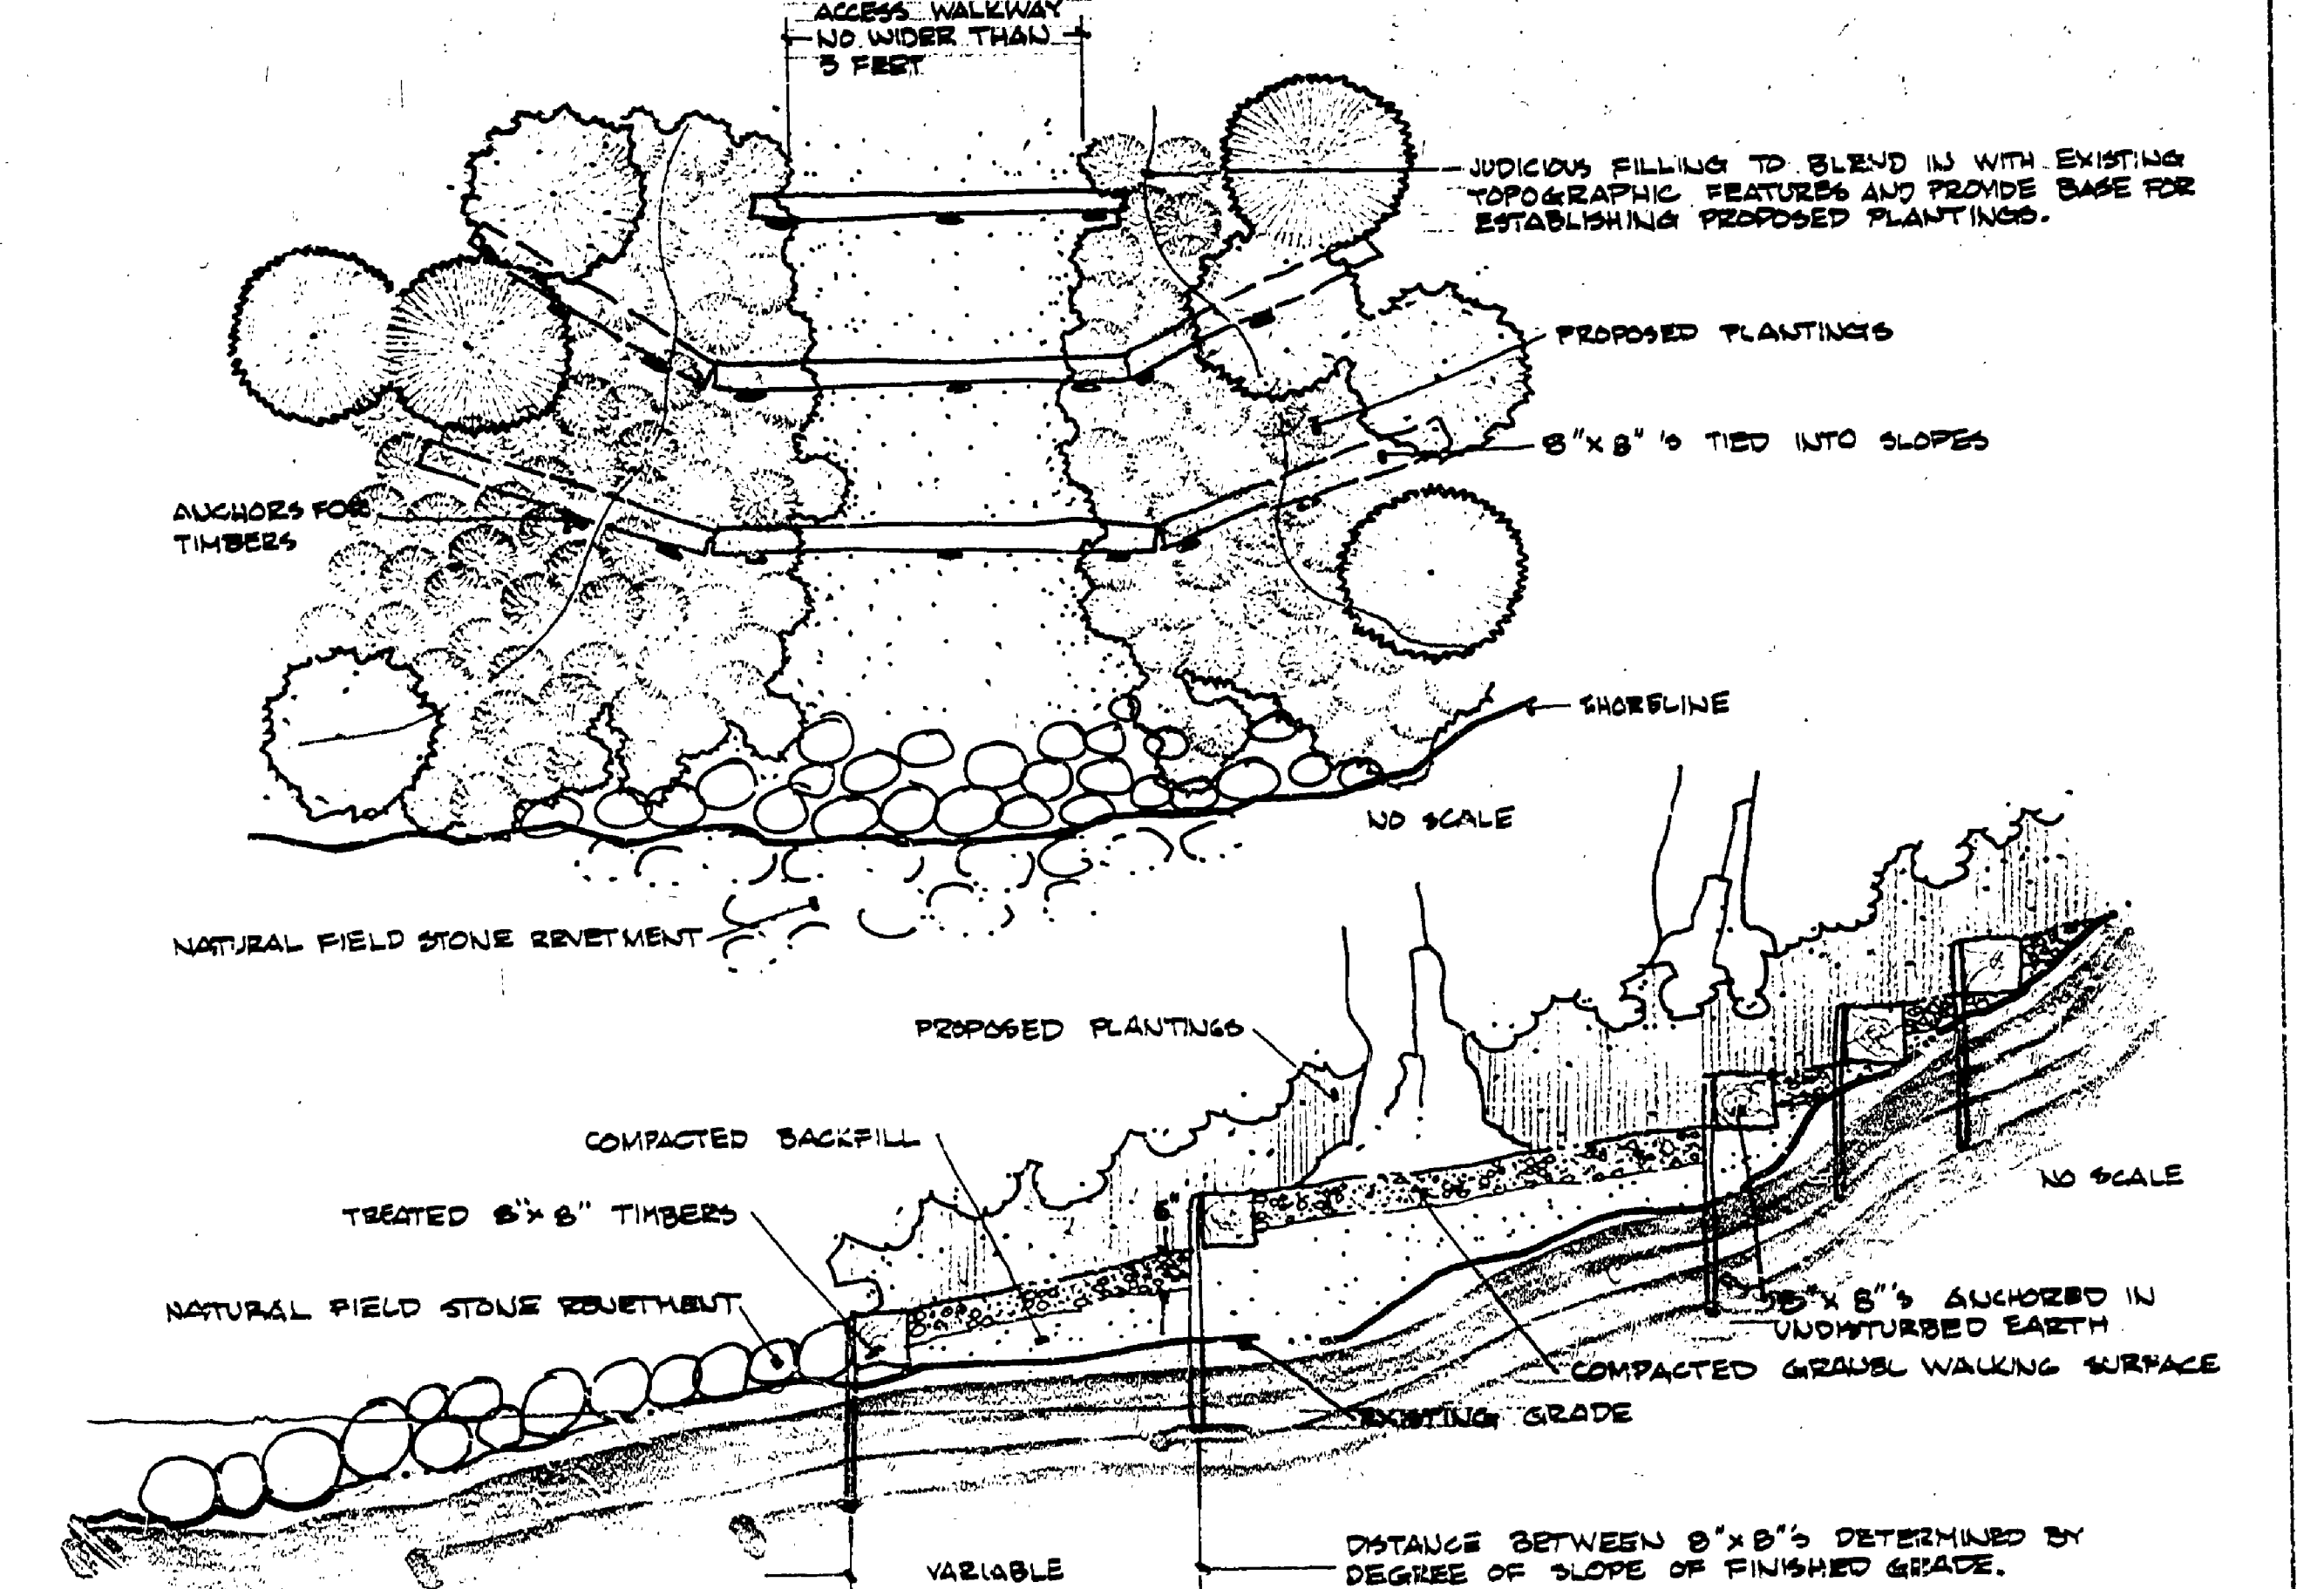 ACCESS WALKWAY
NO WIDER THAN
3 FEET
JUDICIOUS FILLING TO BLEND IN WITH EXISTING
TOPOGRAPHIC FEATURES AND PROVIDE BASE FOR
ESTABLISHING PROPOSED PLANTINGS.
PROPOSED PLANTINGS
8"X 8" 'S TIED INTO SLOPES
ANCHORS FOR
TIMBERS
SHORELINE
NO SCALE
NATURAL FIELD STONE REVETMENT
PROPOSED PLANTINGS
COMPACTED BACKFILL
TREATED 8"X 8" TIMBERS
6"
NO SCALE
NATURAL FIELD STONE REVETMENT
8"X 8"'S ANCHORED IN
UNDISTURBED EARTH
COMPACTED GRAVEL WALKING SURFACE
EXISTING GRADE
VARIABLE
DISTANCE BETWEEN 8"X 8"'S DETERMINED BY
DEGREE OF SLOPE OF FINISHED GRADE.